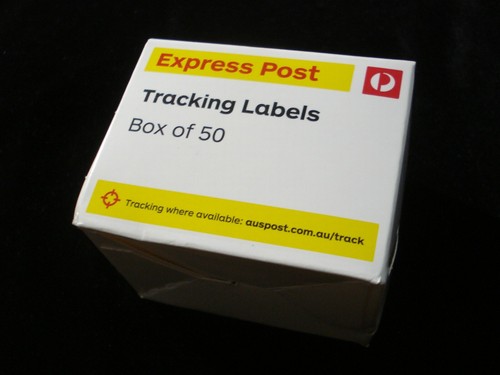 Express Post
Tracking Labels
Box of 50
Tracking where available: auspost.com.au/track